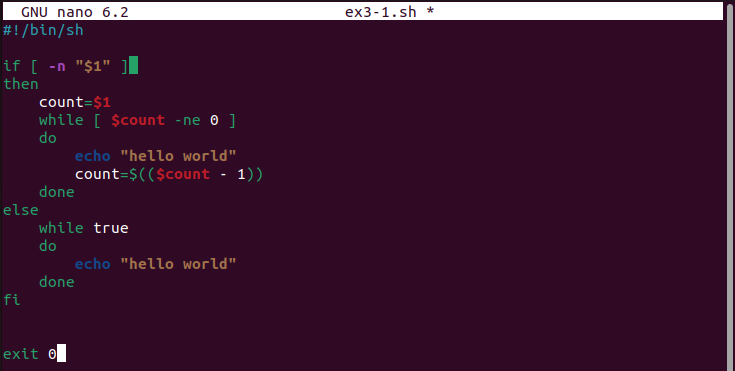 GNU nano 6.2 ex3-1.sh *
#!/bin/sh
if [ -n "$1" ]
then
    count=$1
    while [ $count -ne 0 ]
    do
        echo "hello world"
        count=$(($count - 1))
    done
else
    while true
    do
        echo "hello world"
    done
fi
exit 0